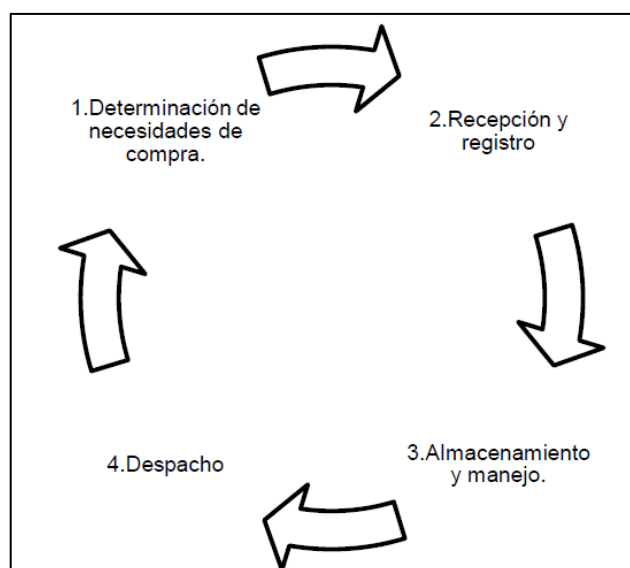 1.Determinación de
necesidades de
compra.
2.Recepción y
registro
3.Almacenamiento
y manejo.
4.Despacho